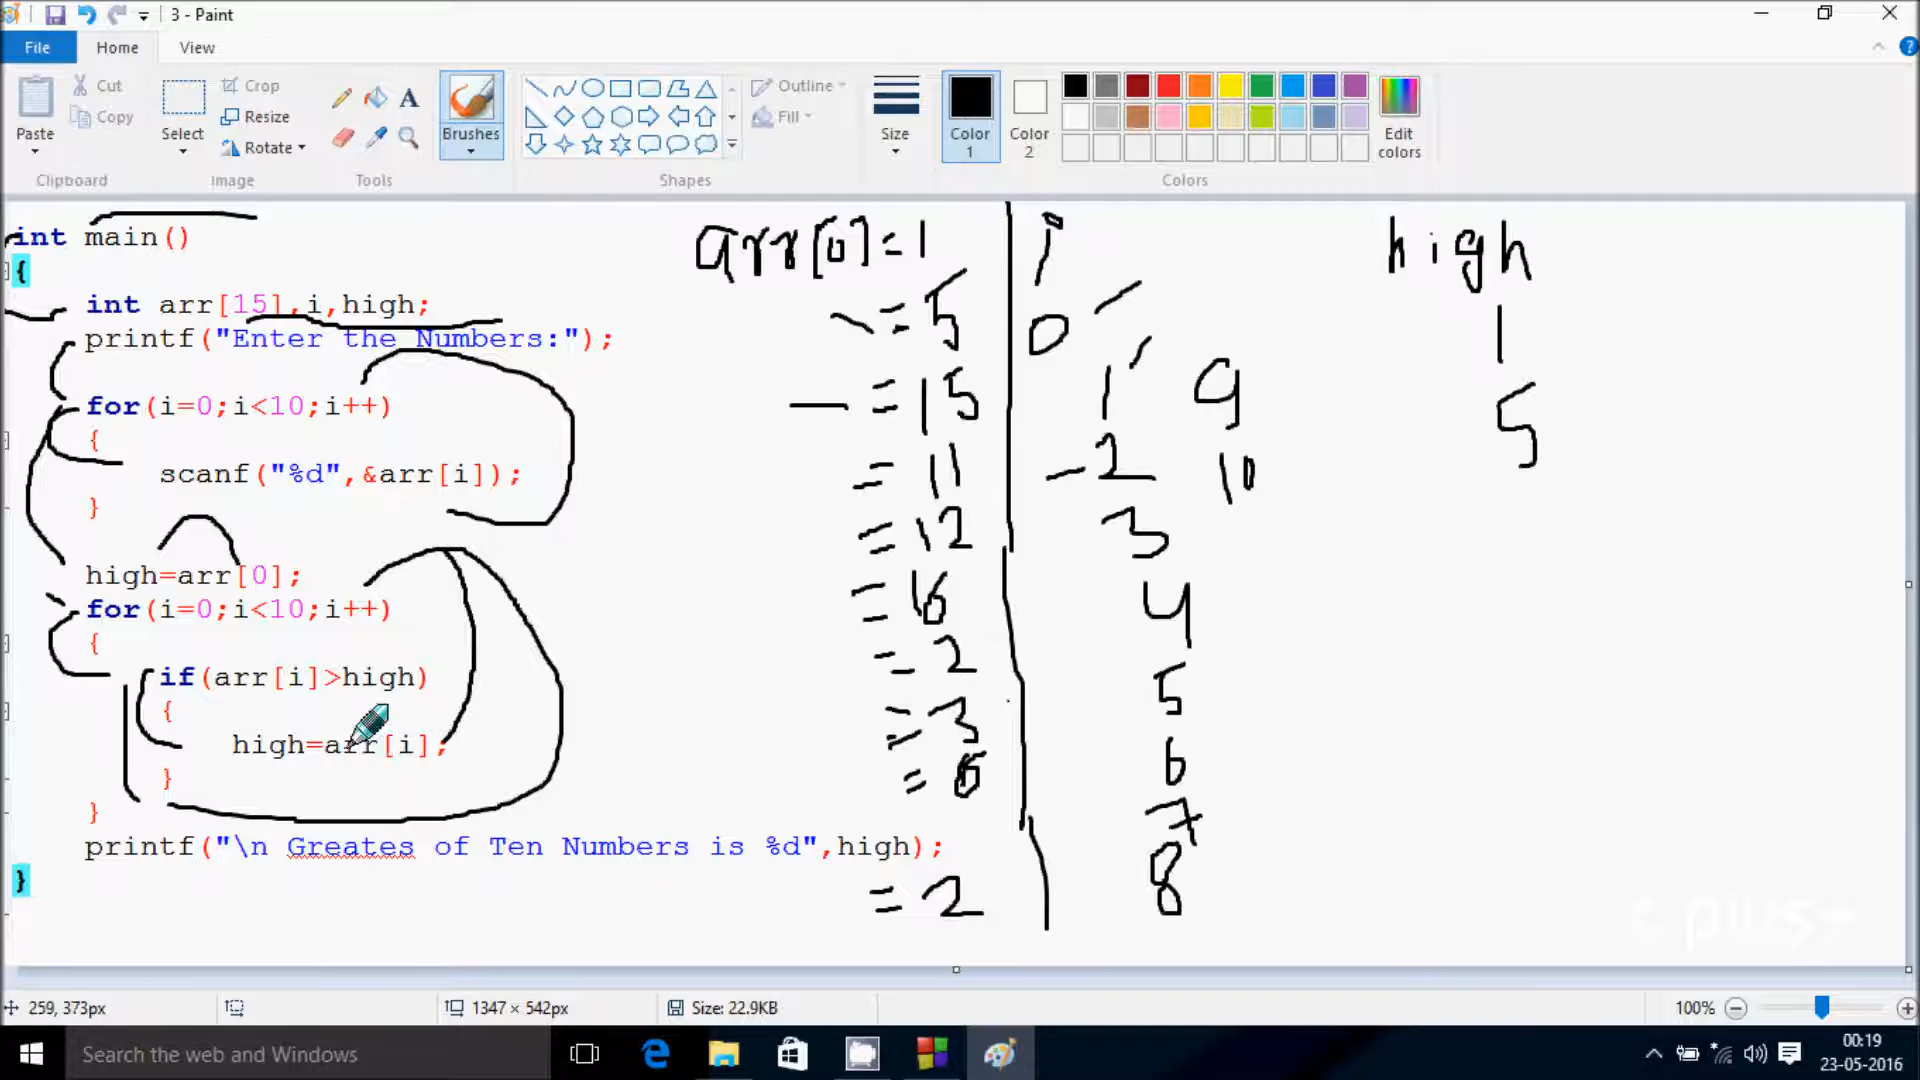 3 - Paint
File Home View
Paste
Cut
Copy
Clipboard
Select
Crop
Resize
Rotate
Image
Tools
Brushes
Shapes
Outline
Fill
Size
Color 1
Color 2
Edit colors
Colors
int main()
{
int arr[15],i,high;
printf("Enter the Numbers:");
for(i=0;i<10;i++)
{
scanf("%d",&arr[i]);
}
high=arr[0];
for(i=0;i<10;i++)
{
if(arr[i]>high)
{
high=arr[i];
}
}
printf("\n Greates of Ten Numbers is %d",high);
}
arr[0]=1
= 5
= 15
= 11
= 12
= 16
= 2
= 3
= 6
= 2
i
0
1 9
2 10
3
4
5
6
7
8
high
1
5
c plus+
259, 373px
1347 × 542px
Size: 22.9KB
100%
Search the web and Windows
00:19
23-05-2016